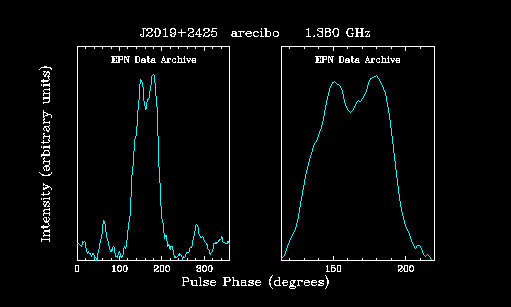 J2019+2425 arecibo 1.380 GHz
EPN Data Archive EPN Data Archive
Intensity (arbitrary units)
0 100 200 300 150 200
Pulse Phase (degrees)